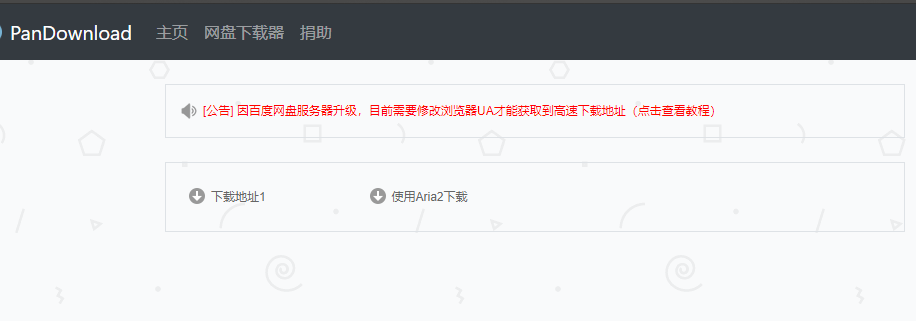 PanDownload 主页 网盘下载器 捐助
[公告] 因百度网盘服务器升级，目前需要修改浏览器UA才能获取到高速下载地址（点击查看教程）
下载地址1 使用Aria2下载